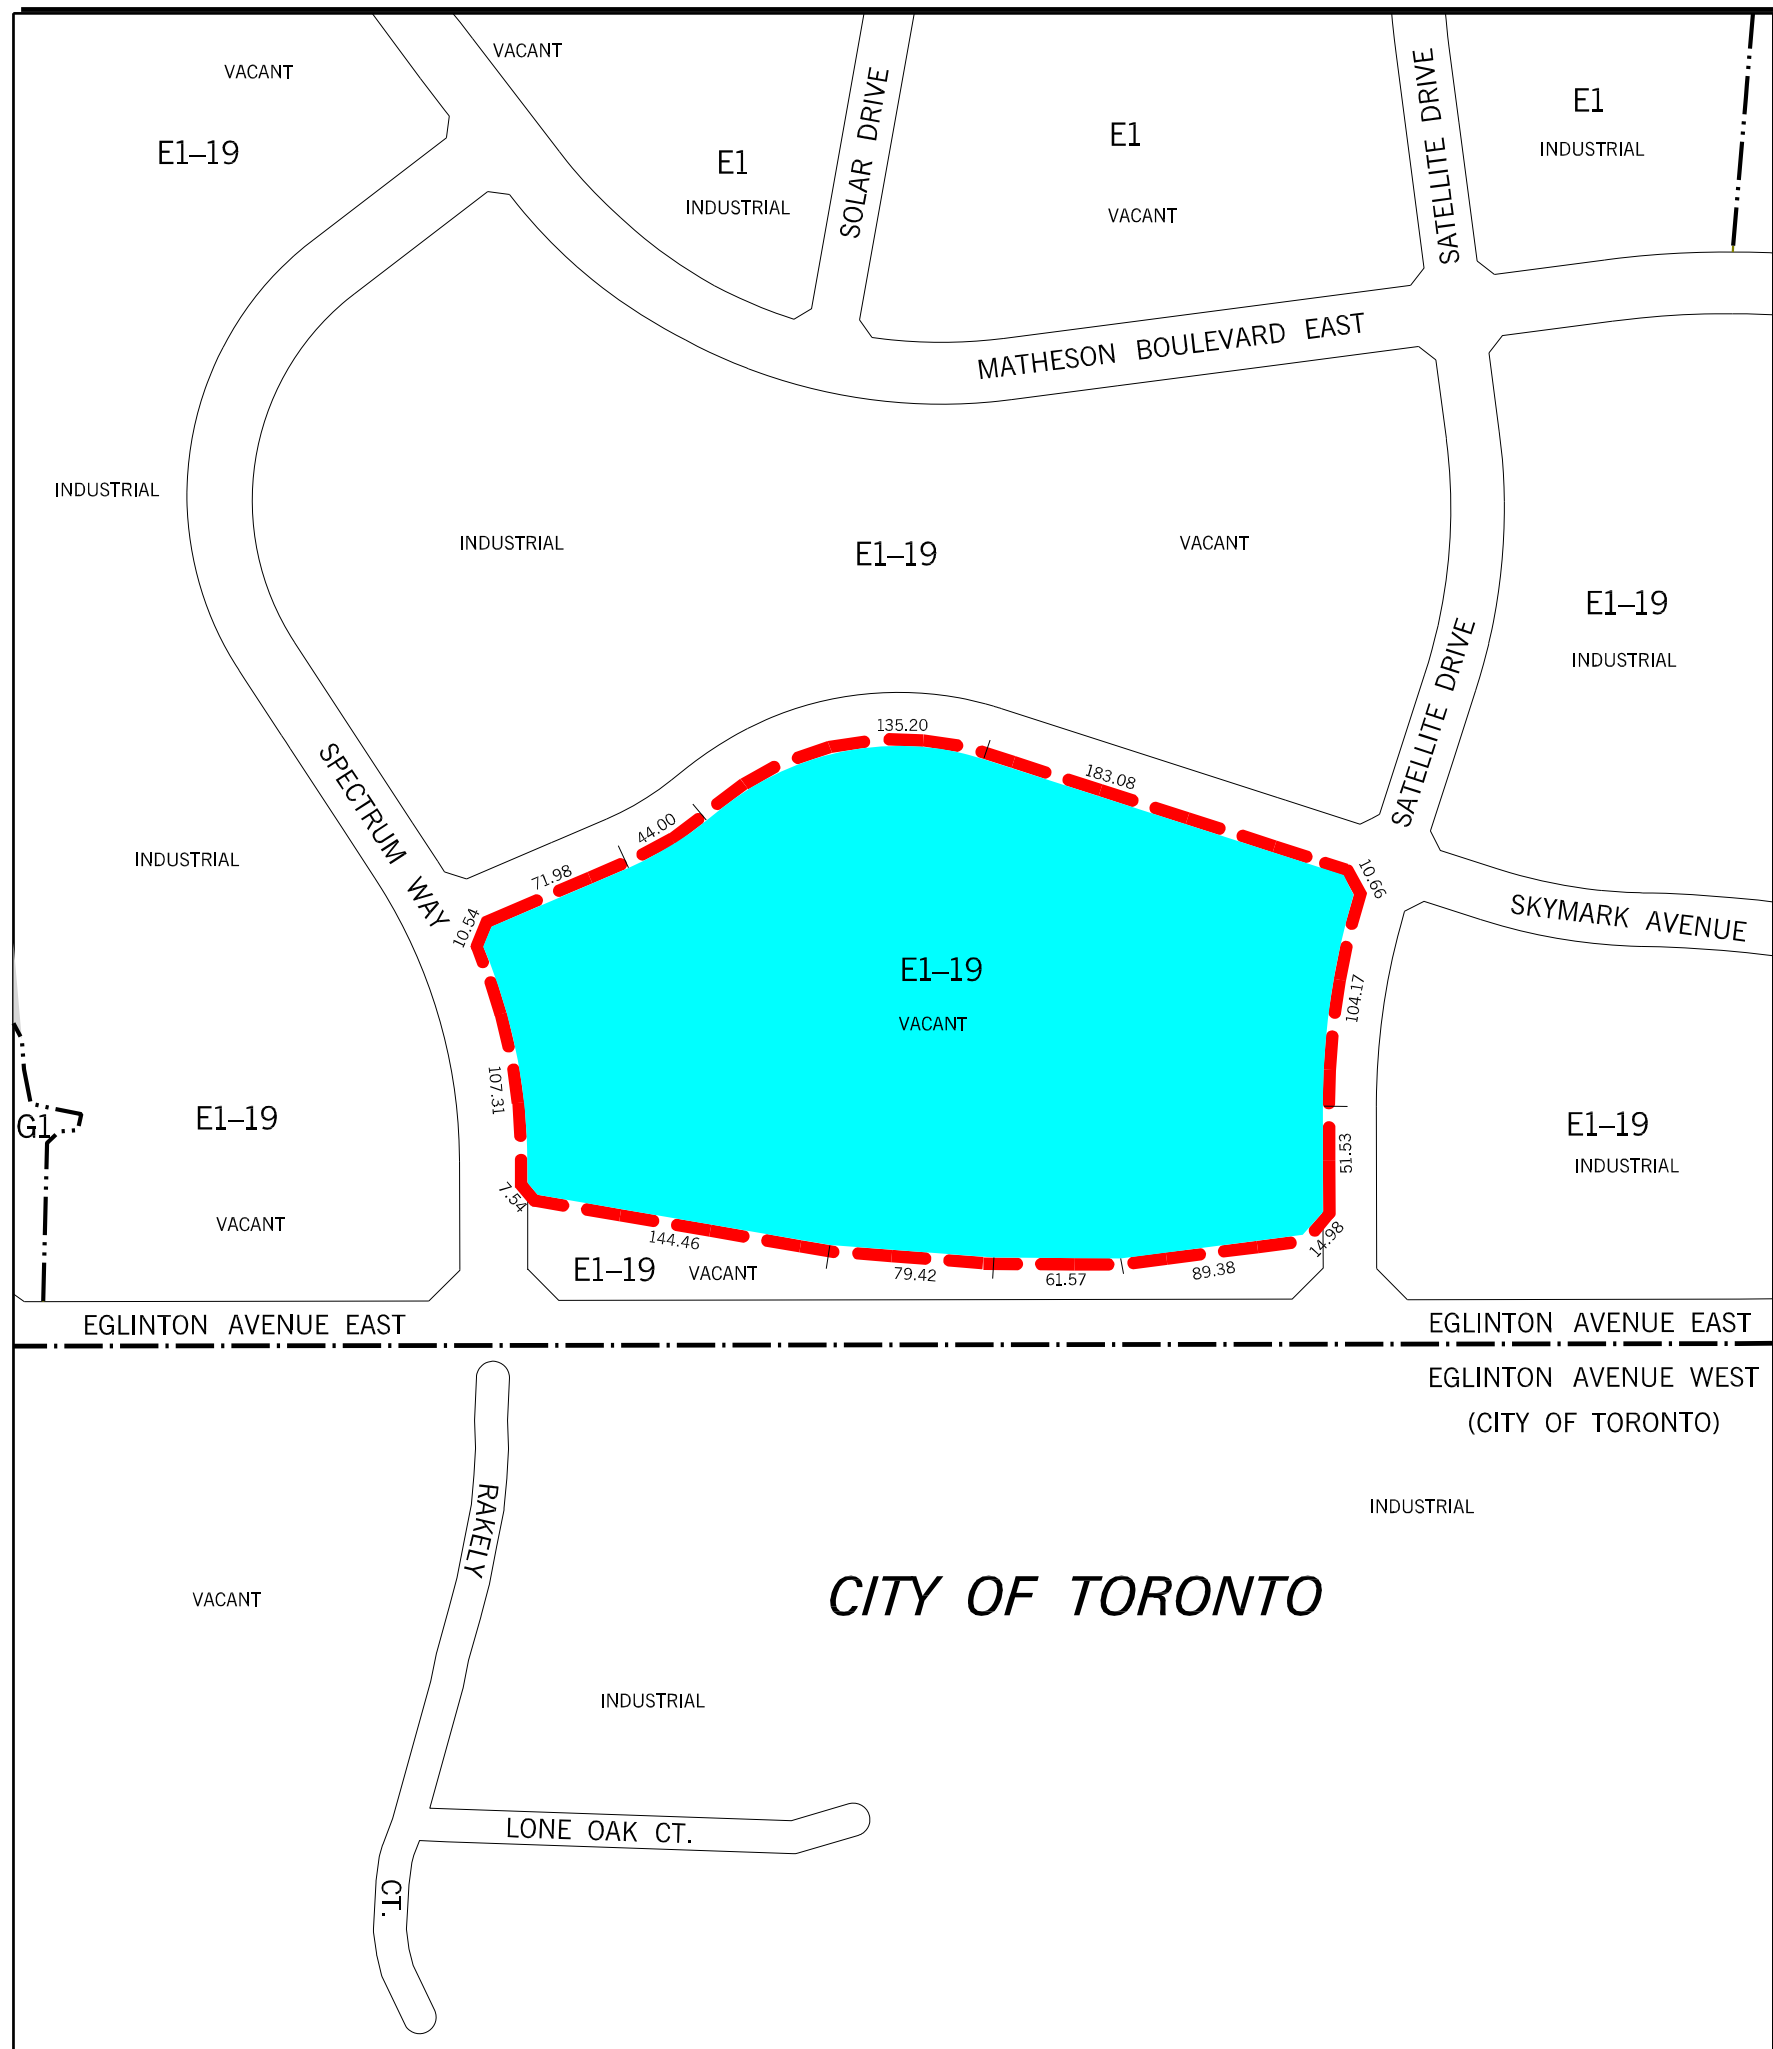 VACANT
VACANT
E1
E1
INDUSTRIAL
E1–19
E1
INDUSTRIAL
SOLAR DRIVE
VACANT
SATELLITE DRIVE
MATHESON BOULEVARD EAST
INDUSTRIAL
INDUSTRIAL
E1–19
VACANT
E1–19
INDUSTRIAL
SATELLITE DRIVE
SPECTRUM WAY
135.20
183.08
44.00
71.98
10.54
10.66
INDUSTRIAL
SKYMARK AVENUE
E1–19
VACANT
104.17
107.31
51.53
14.98
7.54
144.46
79.42
61.57
89.38
G1
E1–19
VACANT
E1–19
INDUSTRIAL
E1–19 VACANT
EGLINTON AVENUE EAST
EGLINTON AVENUE EAST
EGLINTON AVENUE WEST
(CITY OF TORONTO)
INDUSTRIAL
RAKELY
VACANT
CITY OF TORONTO
INDUSTRIAL
LONE OAK CT.
CT.